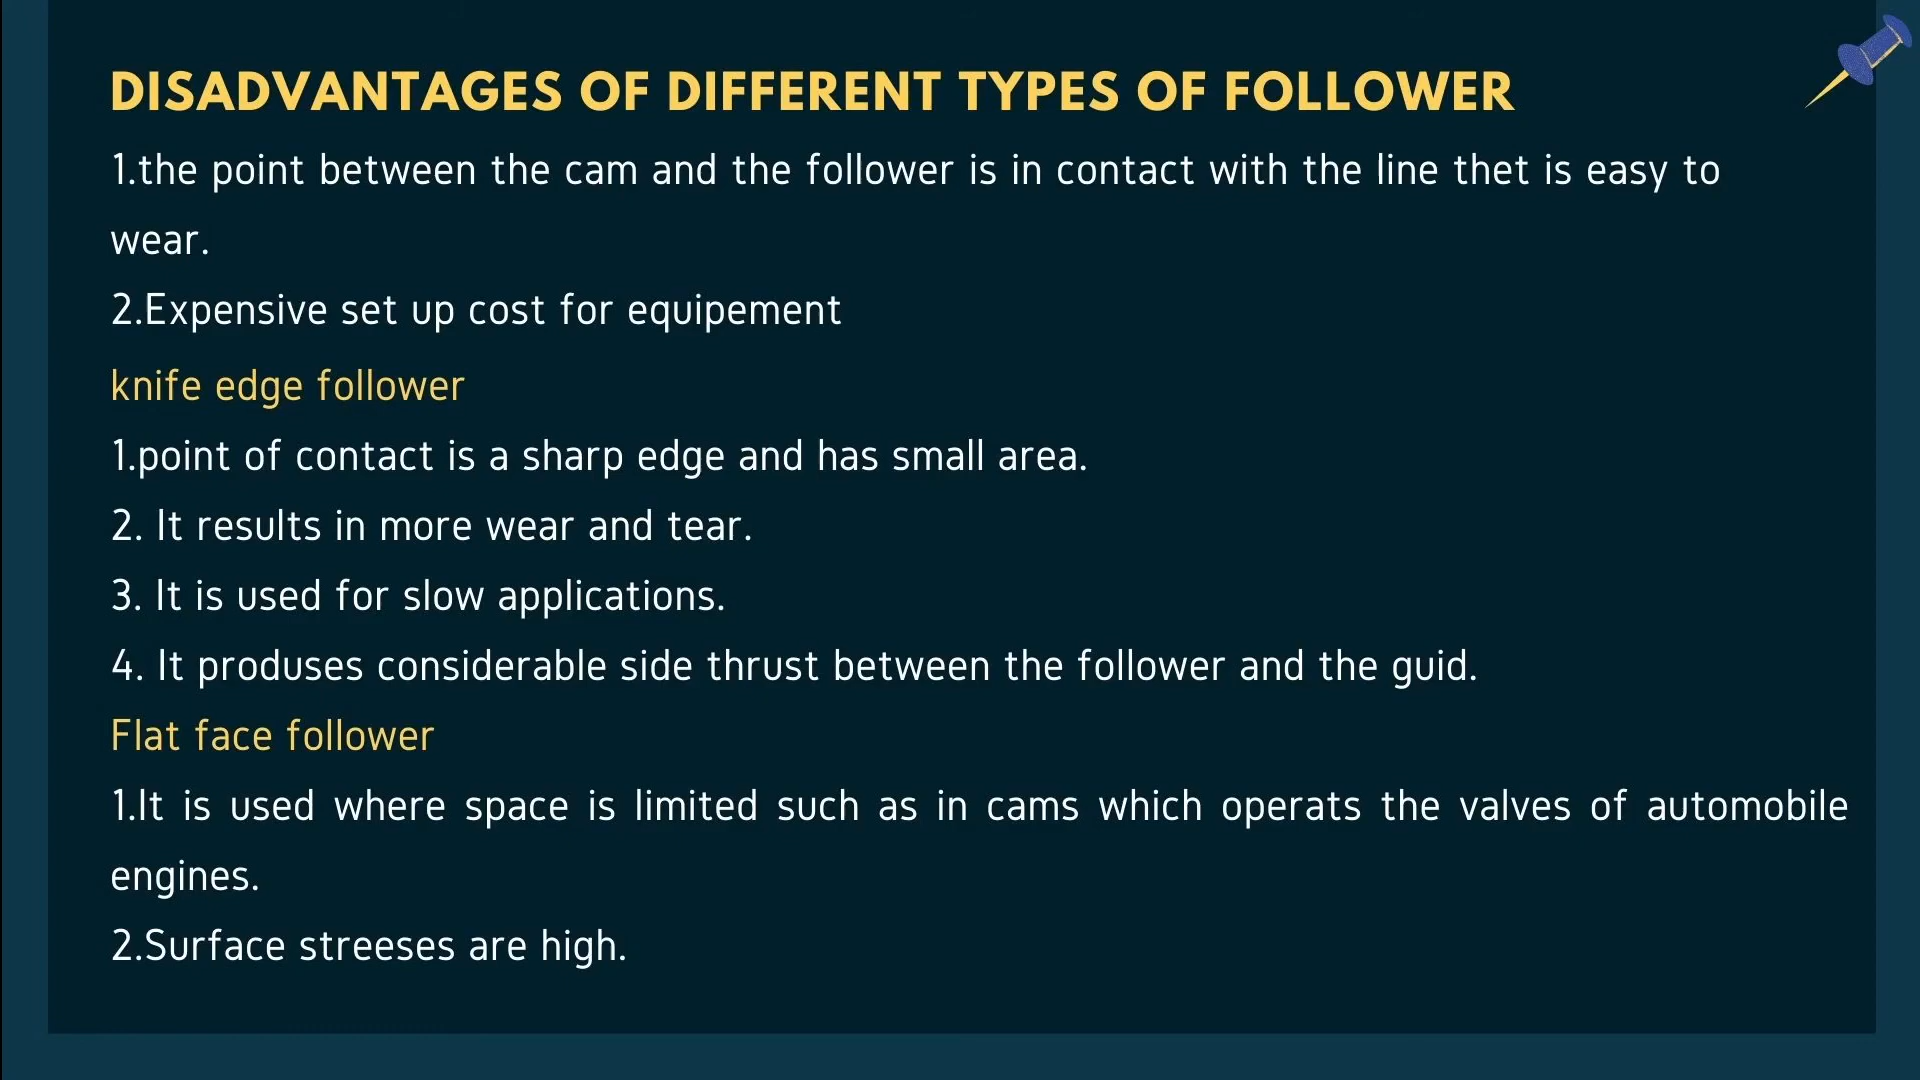 DISADVANTAGES OF DIFFERENT TYPES OF FOLLOWER
1.the point between the cam and the follower is in contact with the line thet is easy to
wear.
2.Expensive set up cost for equipement
knife edge follower
1.point of contact is a sharp edge and has small area.
2. It results in more wear and tear.
3. It is used for slow applications.
4. It produses considerable side thrust between the follower and the guid.
Flat face follower
1.It is used where space is limited such as in cams which operats the valves of automobile
engines.
2.Surface streeses are high.